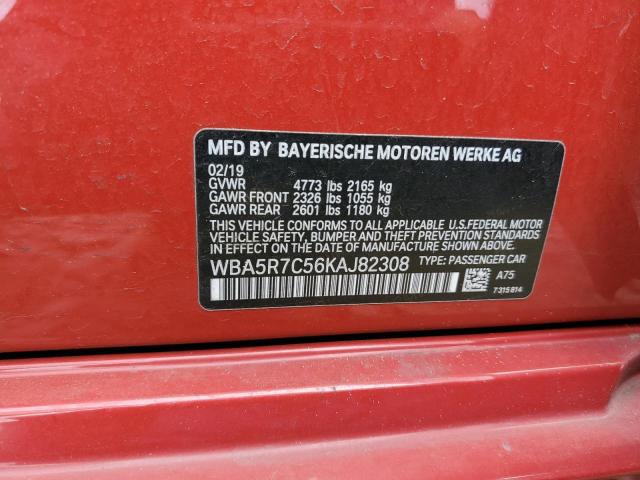 MFD BY BAYERISCHE MOTOREN WERKE AG
02/19
GVWR 4773 lbs 2165 kg
GAWR FRONT 2326 lbs 1055 kg
GAWR REAR 2601 lbs 1180 kg
THIS VEHICLE CONFORMS TO ALL APPLICABLE U.S.FEDERAL MOTOR
VEHICLE SAFETY, BUMPER AND THEFT PREVENTION STANDARDS
IN EFFECT ON THE DATE OF MANUFACTURE SHOWN ABOVE.
WBA5R7C56KAJ82308 TYPE: PASSENGER CAR
A75
7315814